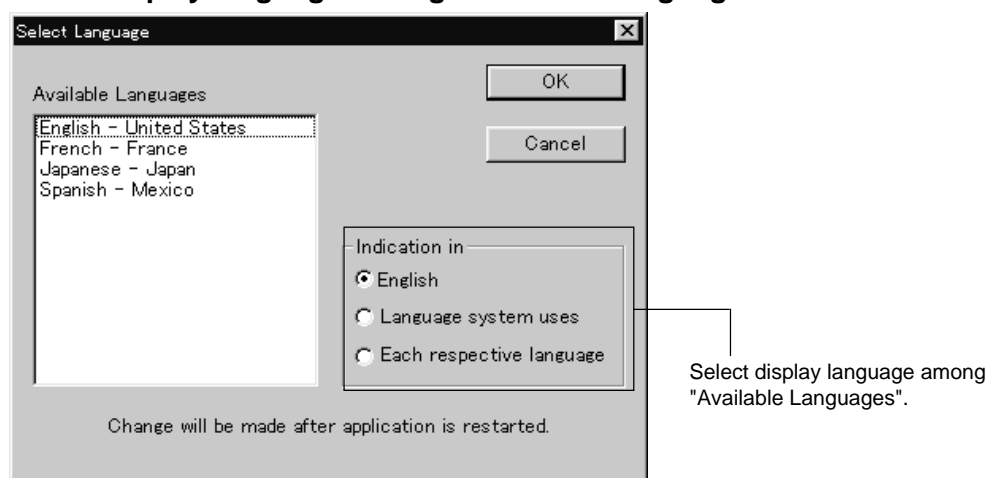 Select Language
OK
Available Languages
English - United States
French - France
Japanese - Japan
Spanish - Mexico
Cancel
Indication in
English
Language system uses
Each respective language
Select display language among
"Available Languages".
Change will be made after application is restarted.